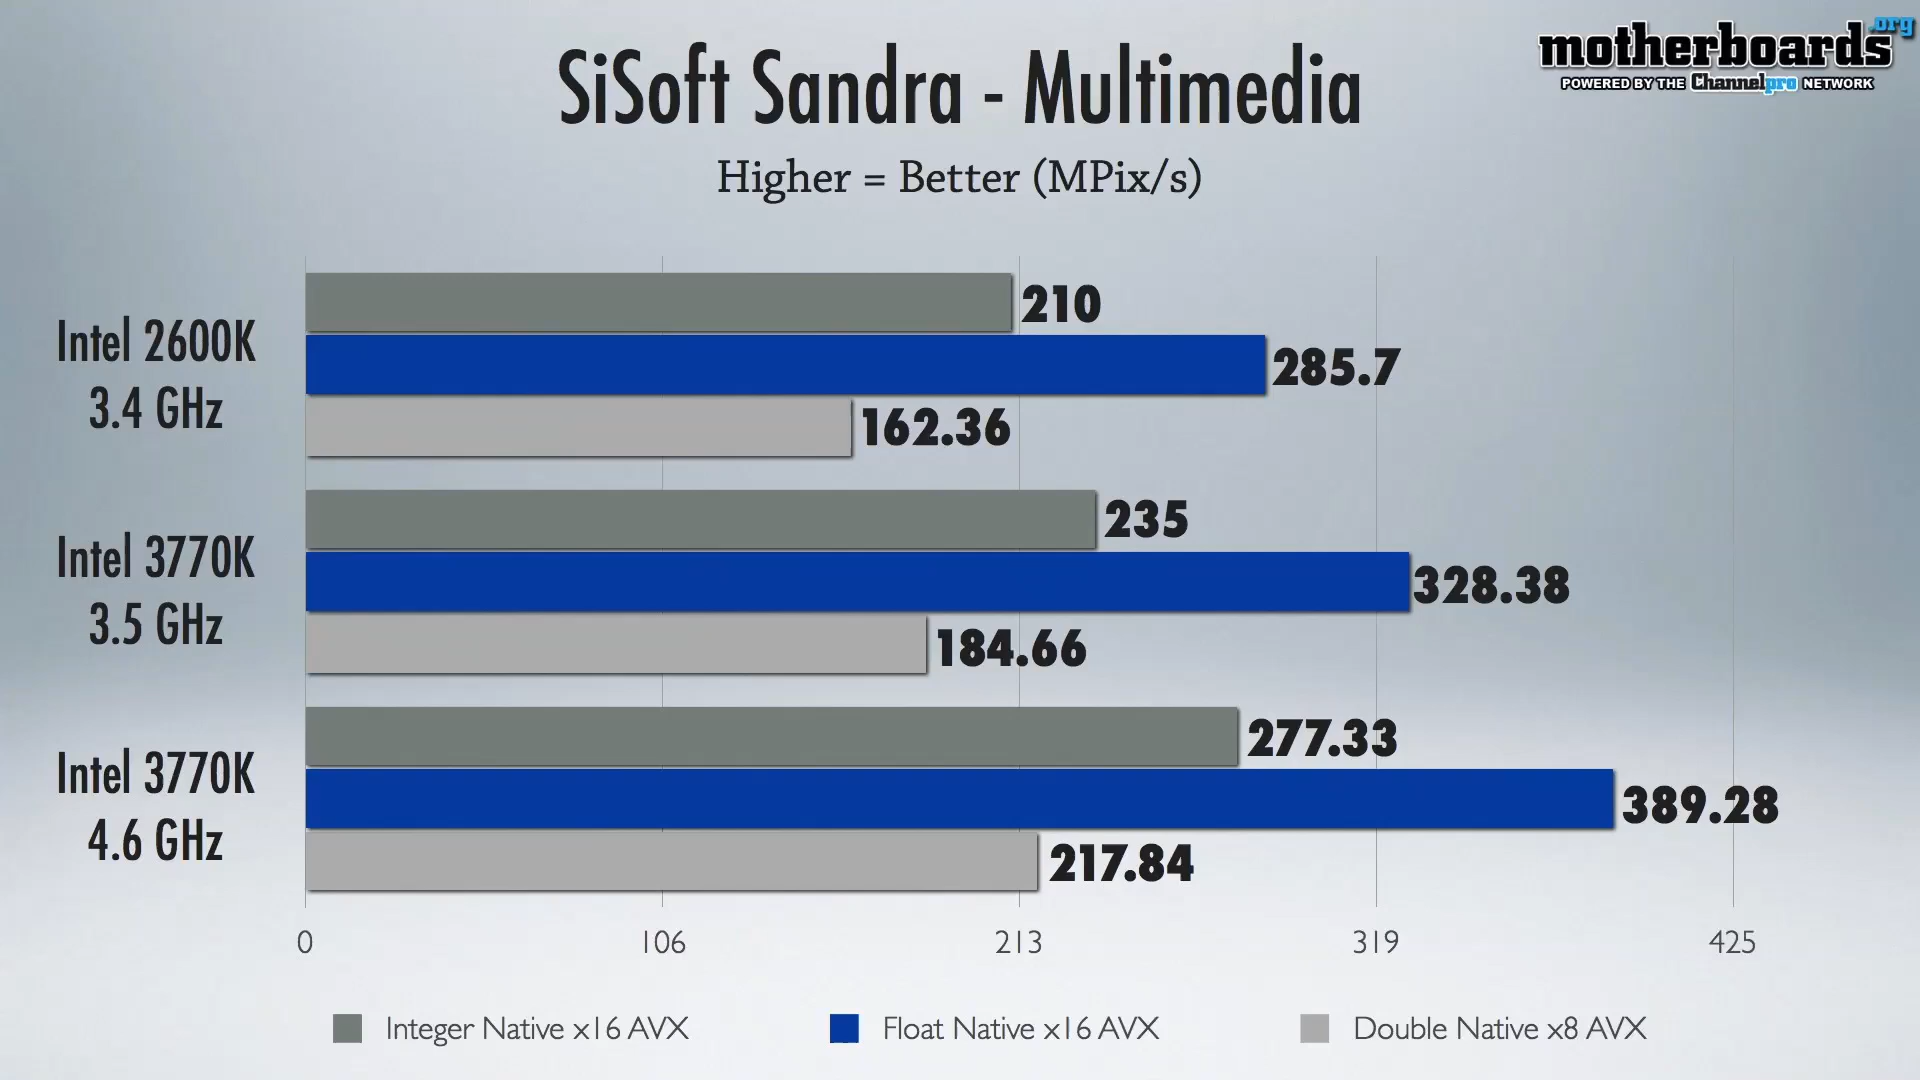 motherboards.org
POWERED BY THE Channelpro NETWORK
SiSoft Sandra - Multimedia
Higher = Better (MPix/s)
Intel 2600K
3.4 GHz
210
285.7
162.36
Intel 3770K
3.5 GHz
235
328.38
184.66
Intel 3770K
4.6 GHz
277.33
389.28
217.84
0 106 213 319 425
Integer Native x16 AVX Float Native x16 AVX Double Native x8 AVX